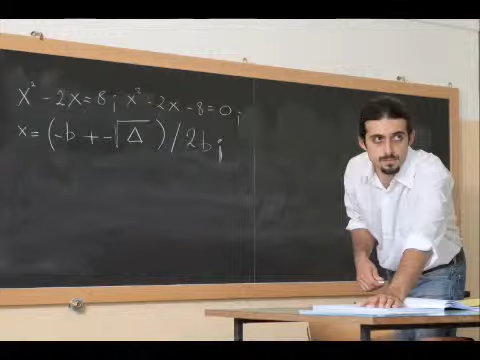 x² - 2x = 8; x² - 2x - 8 = 0;
x = (-b + -√Δ) / 2b;